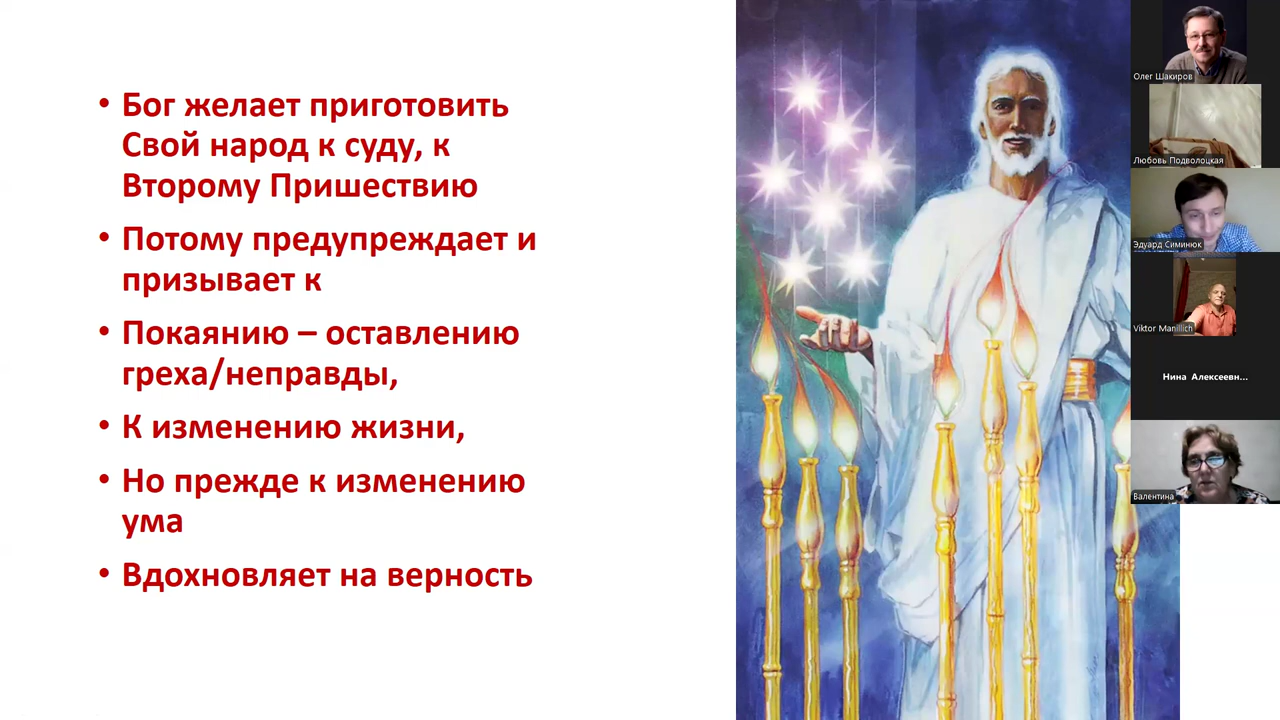 • Бог желает приготовить
Свой народ к суду, к
Второму Пришествию
• Потому предупреждает и
призывает к
• Покаянию – оставлению
греха/неправды,
• К изменению жизни,
• Но прежде к изменению
ума
• Вдохновляет на верность
Олег Шакиров
Любовь Подволоцкая
Эдуард Симинюк
Viktor Manillich
Нина Алексеевн...
Валентина